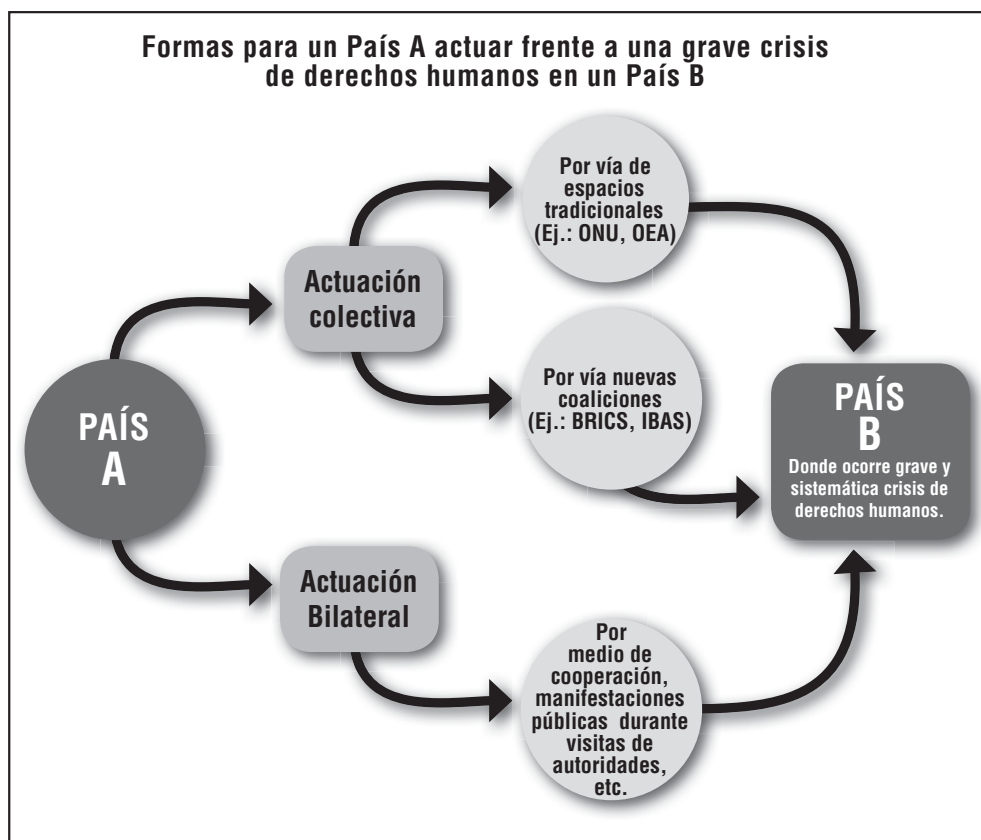 Formas para un País A actuar frente a una grave crisis
de derechos humanos en un País B
Por vía de
espacios
tradicionales
(Ej.: ONU, OEA)
Actuación
colectiva
Por vía nuevas
coaliciones
(Ej.: BRICS, IBAS)
PAÍS
A
PAÍS
B
Donde ocorre grave y
sistemática crisis de
derechos humanos.
Actuación
Bilateral
Por
medio de
cooperación,
manifestaciones
públicas durante
visitas de
autoridades,
etc.